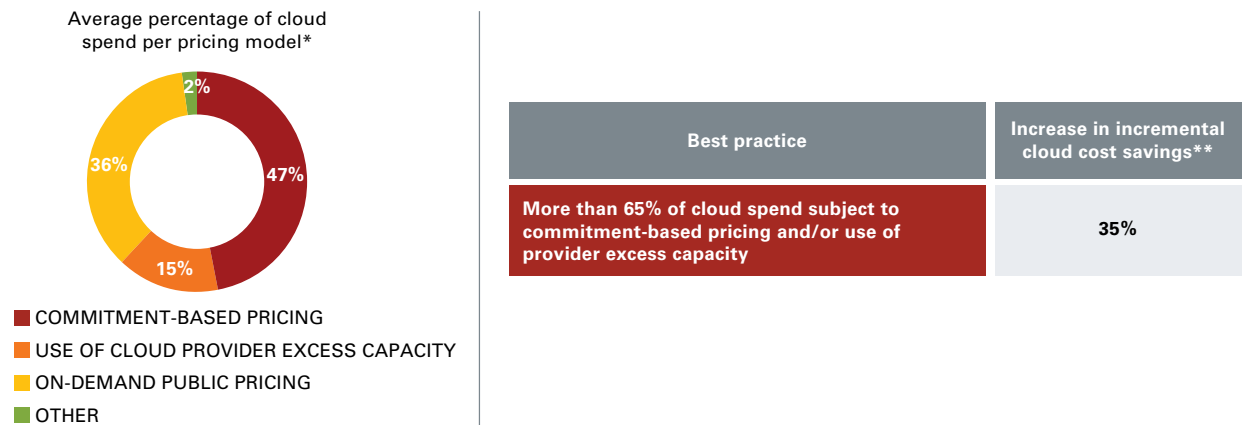 Average percentage of cloud
spend per pricing model*
2%
36%
47%
15%
COMMITMENT-BASED PRICING
USE OF CLOUD PROVIDER EXCESS CAPACITY
ON-DEMAND PUBLIC PRICING
OTHER
Best practice
Increase in incremental
cloud cost savings**
More than 65% of cloud spend subject to
commitment-based pricing and/or use of
provider excess capacity
35%